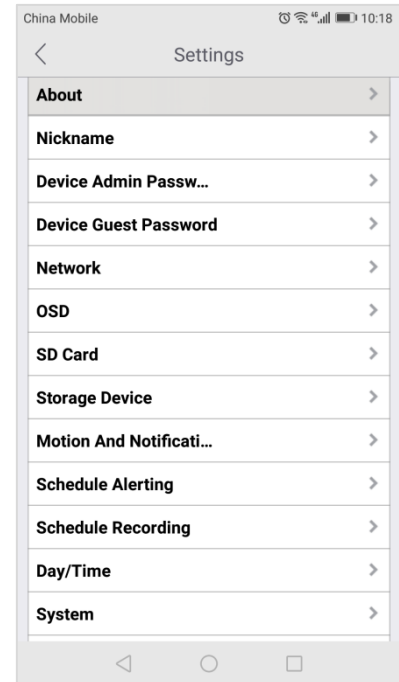 China Mobile 4G 10:18
Settings
About
Nickname
Device Admin Passw...
Device Guest Password
Network
OSD
SD Card
Storage Device
Motion And Notificati...
Schedule Alerting
Schedule Recording
Day/Time
System